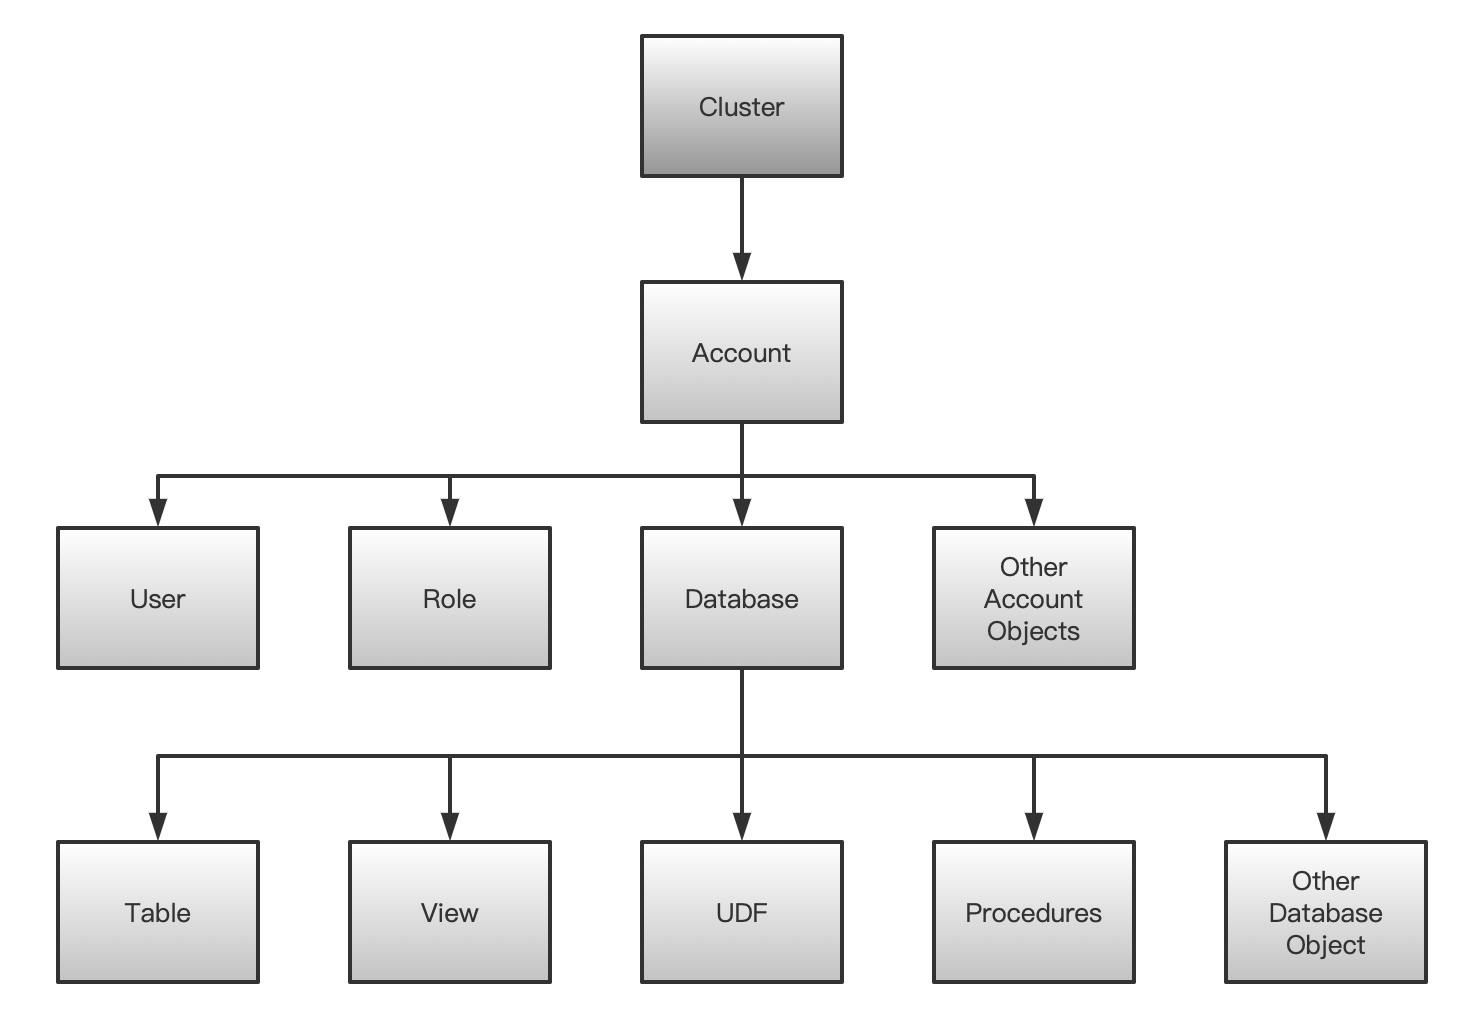 Cluster
Account
User
Role
Database
Other
Account
Objects
Table
View
UDF
Procedures
Other
Database
Object